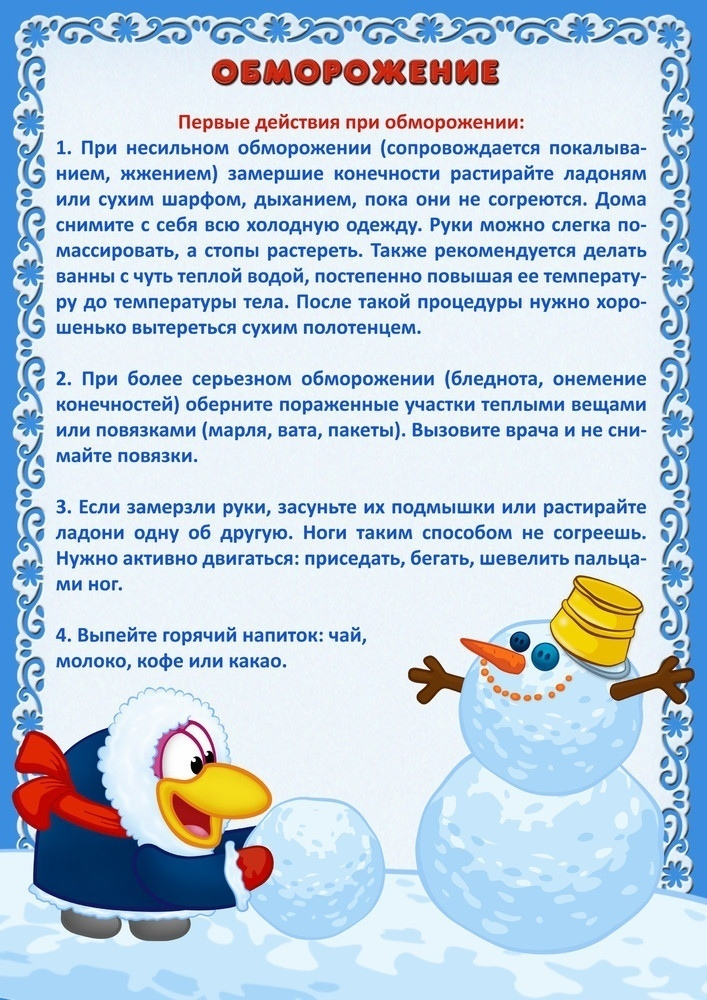 ОБМОРОЖЕНИЕ
Первые действия при обморожении:
1. При несильном обморожении (сопровождается покалыва-
нием, жжением) замершие конечности растирайте ладоням
или сухим шарфом, дыханием, пока они не согреются. Дома
снимите с себя всю холодную одежду. Руки можно слегка по-
массировать, а стопы растереть. Также рекомендуется делать
ванны с чуть теплой водой, постепенно повышая ее температу-
ру до температуры тела. После такой процедуры нужно хоро-
шенько вытереться сухим полотенцем.
2. При более серьезном обморожении (бледнота, онемение
конечностей) оберните пораженные участки теплыми вещами
или повязками (марля, вата, пакеты). Вызовите врача и не сни-
майте повязки.
3. Если замерзли руки, засуньте их подмышки или растирайте
ладони одну об другую. Ноги таким способом не согреешь.
Нужно активно двигаться: приседать, бегать, шевелить пальца-
ми ног.
4. Выпейте горячий напиток: чай,
молоко, кофе или какао.